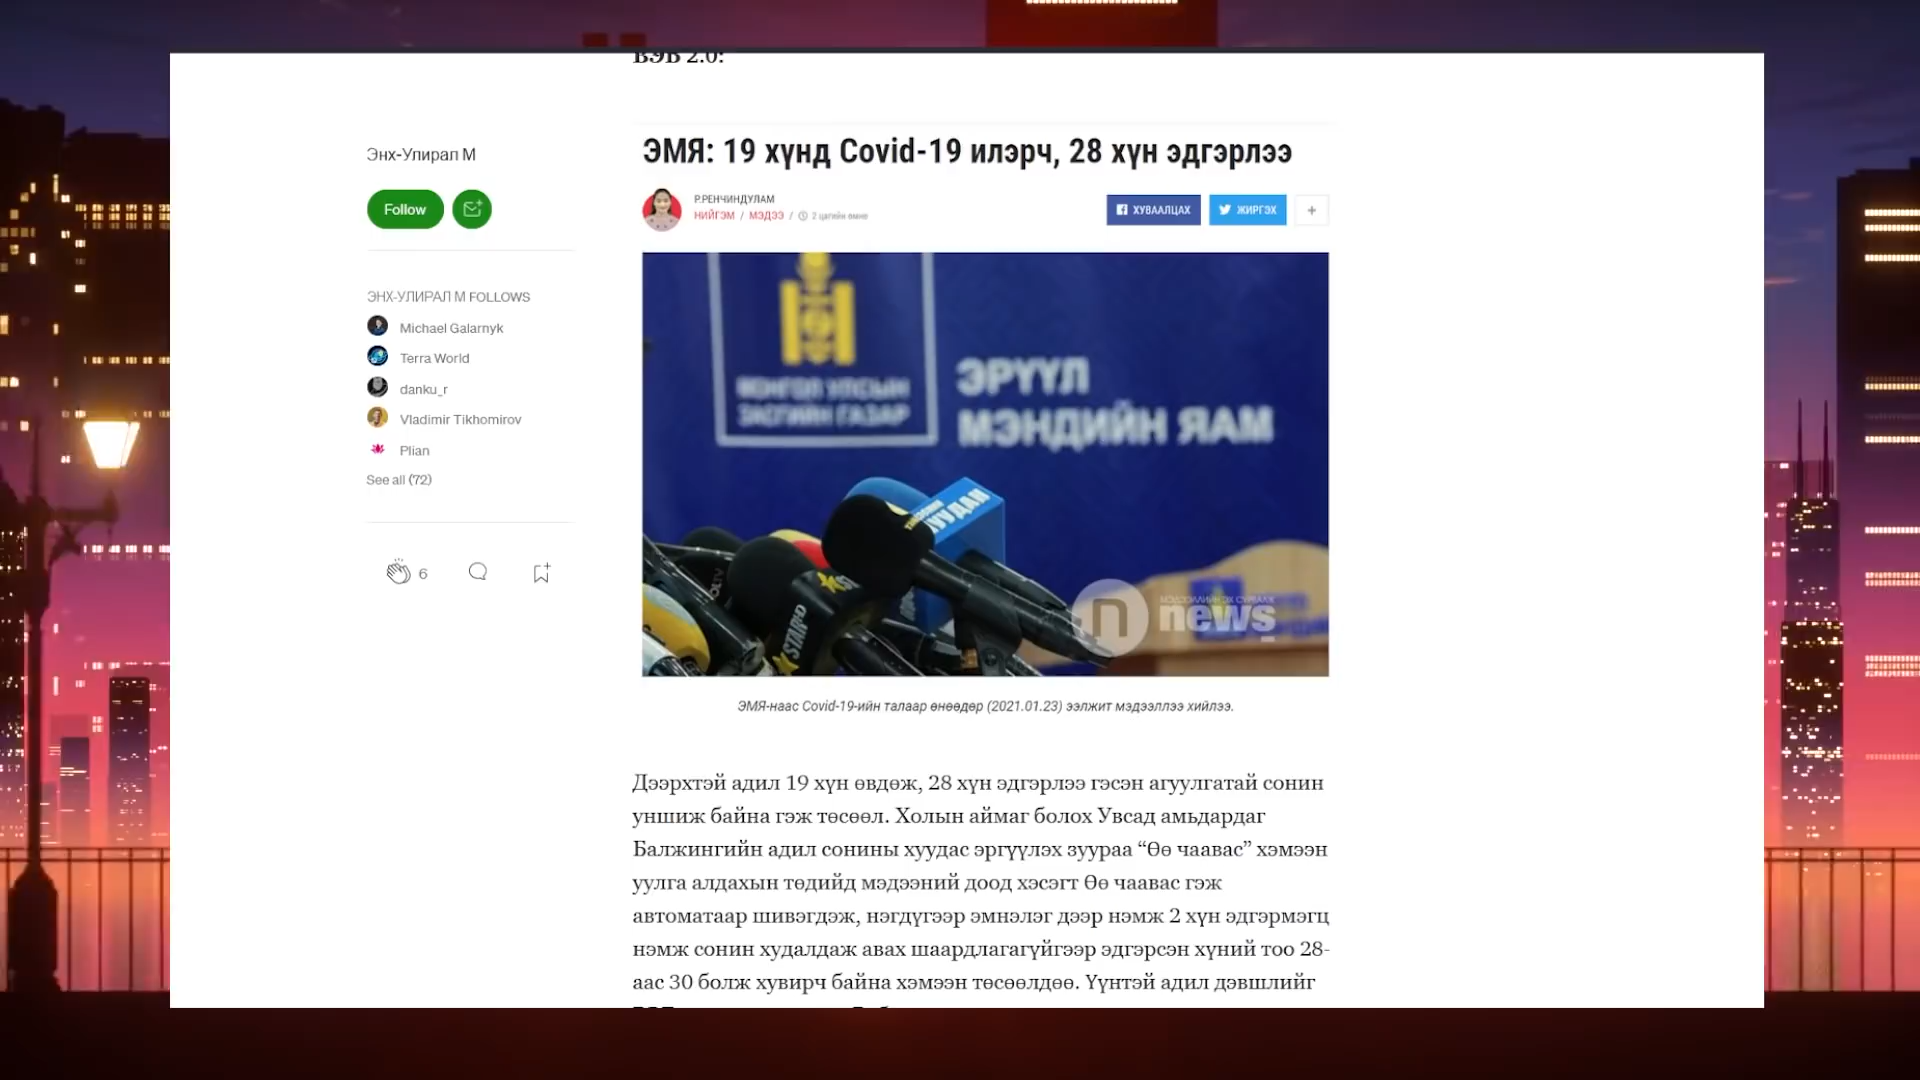 ВЭВ 2.0:
Энх-Улирал М
Follow
ЭНХ-УЛИРАЛ М FOLLOWS
Michael Galarnyk
Terra World
danku_r
Vladimir Tikhomirov
Plian
See all (72)
6
ЭМЯ: 19 хүнд Covid-19 илэрч, 28 хүн эдгэрлээ
Р.РЕНЧИНДУЛАМ
НИЙГЭМ / МЭДЭЭ / 2 цагийн өмнө
ХУВААЛЦАХ
ЖИРГЭХ
+
МОНГОЛ УЛСЫН
ЗАСГИЙН ГАЗАР
ЭРҮҮЛ
МЭНДИЙН ЯАМ
STAR
n news
ЭМЯ-наас Covid-19-ийн талаар өнөөдөр (2021.01.23) ээлжит мэдээллээ хийлээ.
Дээрхтэй адил 19 хүн өвдөж, 28 хүн эдгэрлээ гэсэн агуулгатай сонин
уншиж байна гэж төсөөл. Холын аймаг болох Увсад амьдардаг
Балжингийн адил сонины хуудас эргүүлэх зуураа “Өө чаавас” хэмээн
уулга алдахын төдийд мэдээний доод хэсэгт Өө чаавас гэж
автоматаар шивэгдэж, нэгдүгээр эмнэлэг дээр нэмж 2 хүн эдгэрмэгц
нэмж сонин худалдаж авах шаардлагагүйгээр эдгэрсэн хүний тоо 28-
аас 30 болж хувирч байна хэмээн төсөөлдөө. Үүнтэй адил дэвшлийг